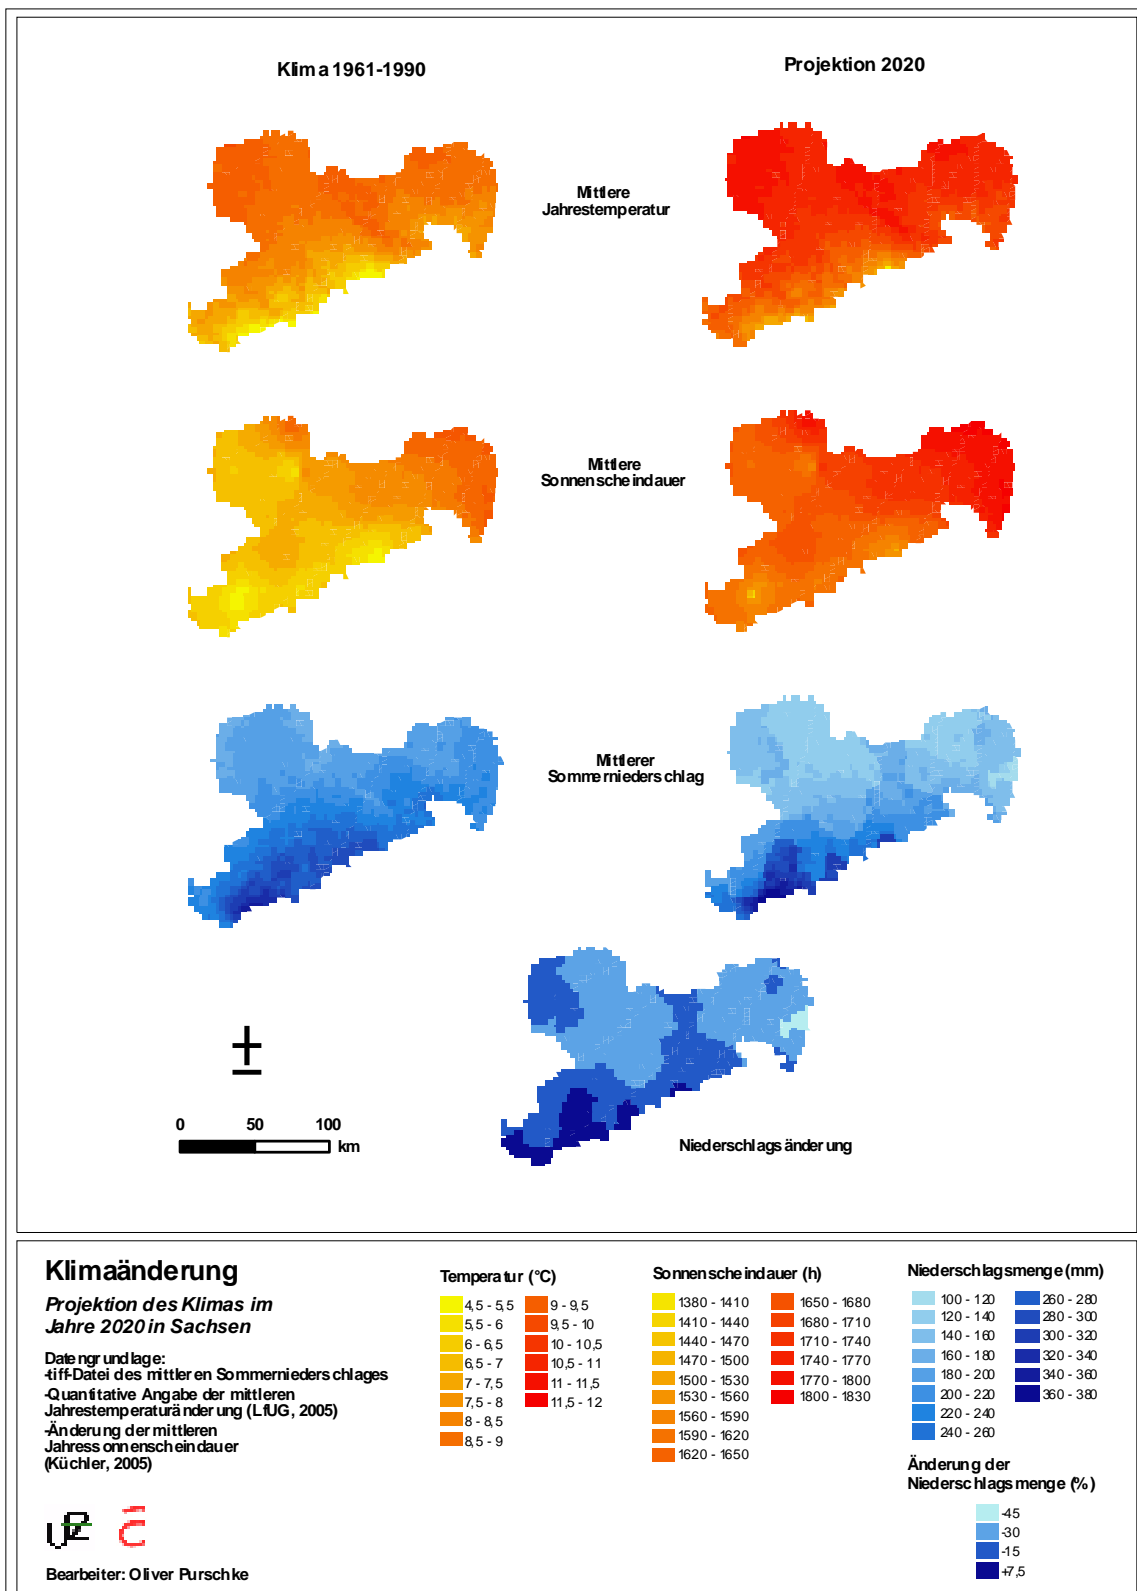 Klima 1961-1990
Projektion 2020
Mittlere
Jahrestemperatur
Mittlere
Sonnenscheindauer
Mittlerer
Sommerniederschlag
0 50 100
km
Niederschlagsänderung
Klimaänderung
Projektion des Klimas im
Jahre 2020 in Sachsen
Datengrundlage:
-tiff-Datei des mittleren Sommerniederschlages
-Quantitative Angabe der mittleren
Jahrestemperaturänderung (LfUG, 2005)
-Änderung der mittleren
Jahressonnenscheindauer
(Küchler, 2005)
Bearbeiter: Oliver Purschke
Temperatur (°C)
4,5 - 5,5
5,5 - 6
6 - 6,5
6,5 - 7
7 - 7,5
7,5 - 8
8 - 8,5
8,5 - 9
9 - 9,5
9,5 - 10
10 - 10,5
10,5 - 11
11 - 11,5
11,5 - 12
Sonnenscheindauer (h)
1380 - 1410
1410 - 1440
1440 - 1470
1470 - 1500
1500 - 1530
1530 - 1560
1560 - 1590
1590 - 1620
1620 - 1650
1650 - 1680
1680 - 1710
1710 - 1740
1740 - 1770
1770 - 1800
1800 - 1830
Niederschlagsmenge (mm)
100 - 120
120 - 140
140 - 160
160 - 180
180 - 200
200 - 220
220 - 240
240 - 260
260 - 280
280 - 300
300 - 320
320 - 340
340 - 360
360 - 380
Änderung der
Niederschlagsmenge (%)
-45
-30
-15
+7,5